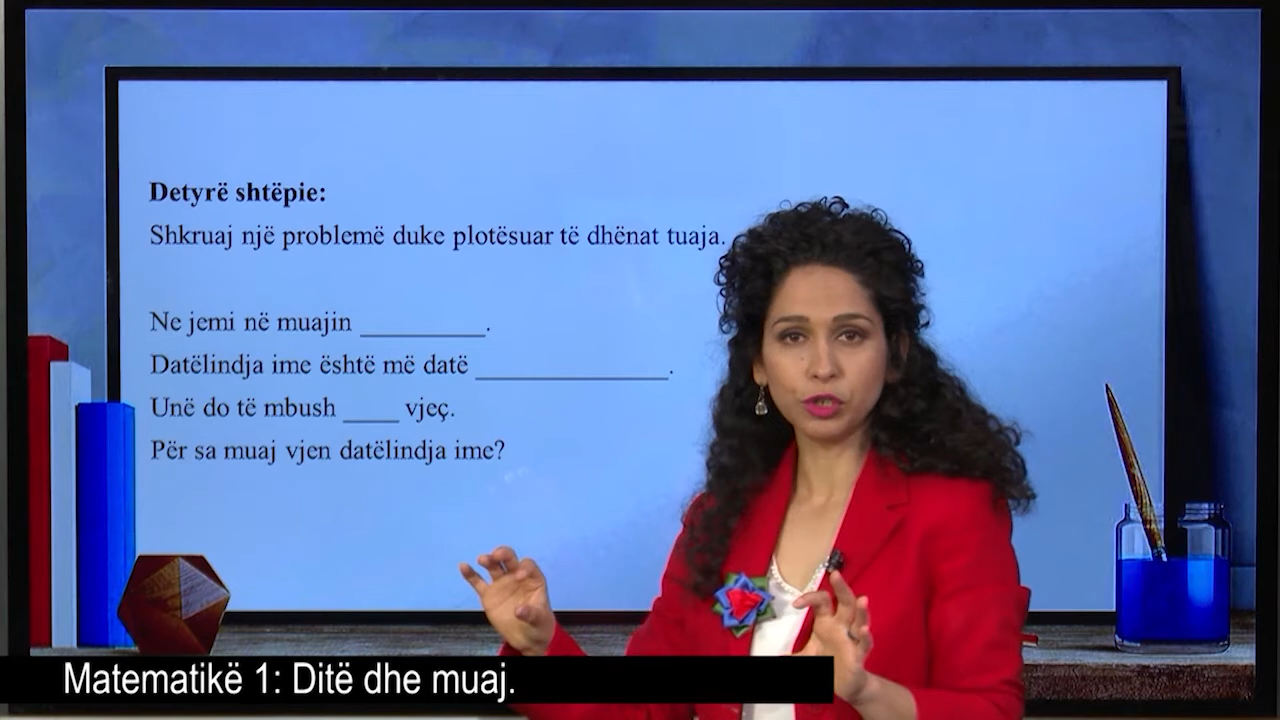 Detyrë shtëpie:
Shkruaj një problemë duke plotësuar të dhënat tuaja.
Ne jemi në muajin _________.
Datëlindja ime është më datë ______________.
Unë do të mbush ____ vjeç.
Për sa muaj vjen datëlindja ime?
Matematikë 1: Ditë dhe muaj.